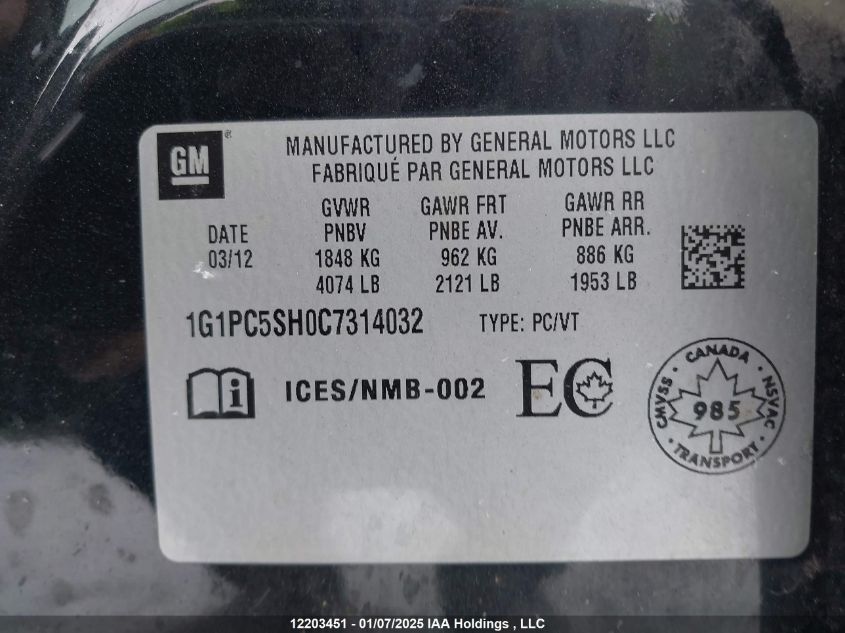 GM ®
MANUFACTURED BY GENERAL MOTORS LLC
FABRIQUÉ PAR GENERAL MOTORS LLC
GVWR GAWR FRT GAWR RR
DATE PNBV PNBE AV. PNBE ARR.
03/12 1848 KG 962 KG 886 KG
4074 LB 2121 LB 1953 LB
1G1PC5SH0C7314032 TYPE: PC/VT
i ICES/NMB-002 EC
CANADA
CMVSS 985 NSVAC
TRANSPORT
12203451 - 01/07/2025 IAA Holdings , LLC